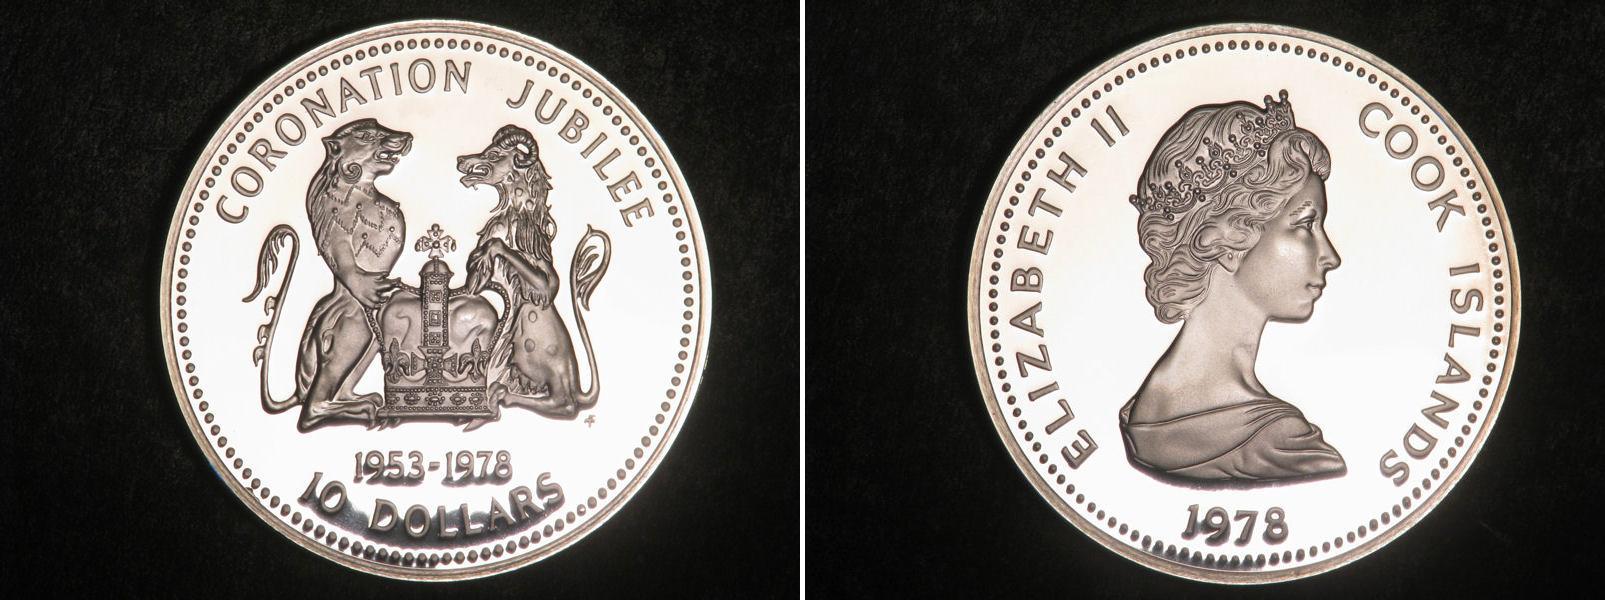 CORONATION JUBILEE
1953-1978
10 DOLLARS
ELIZABETH II
COOK ISLANDS
1978